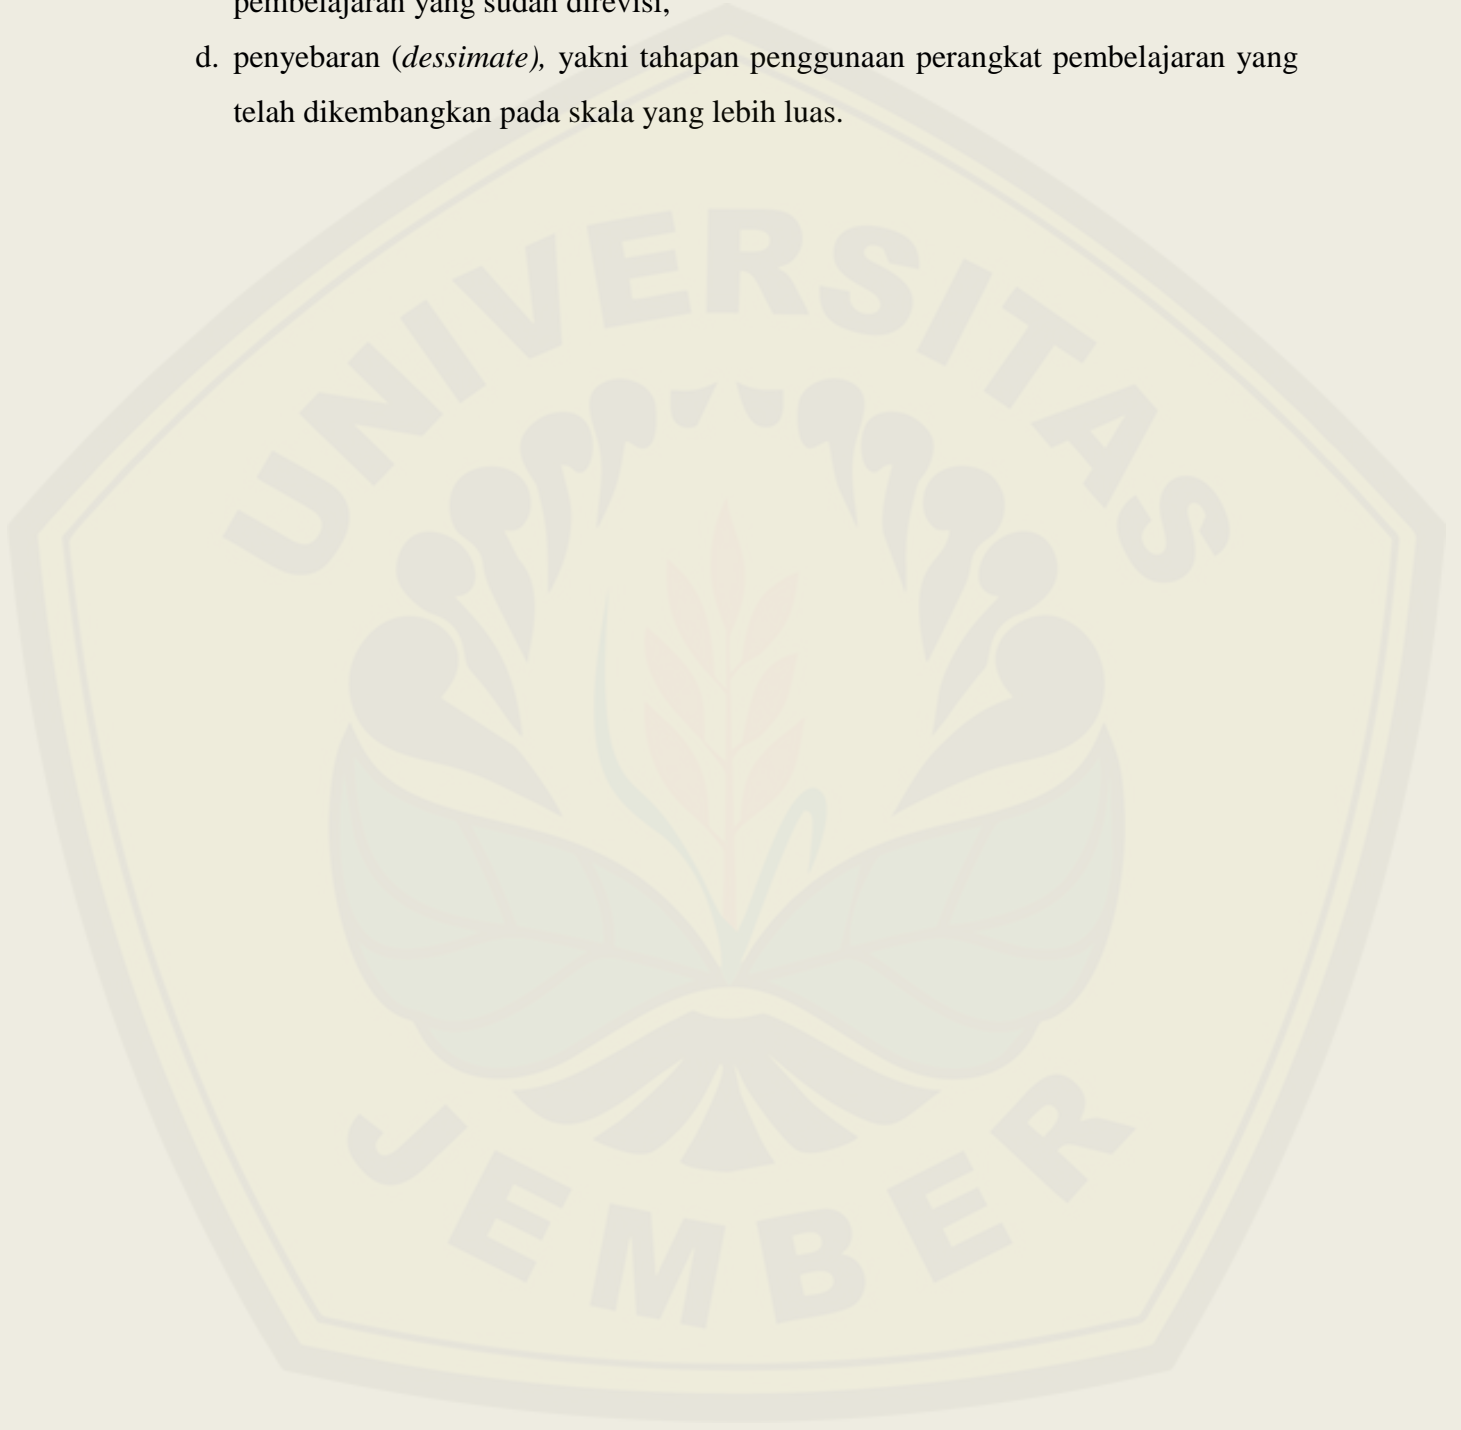 pembelajaran yang sudah direvisi,
d. penyebaran (dessimate), yakni tahapan penggunaan perangkat pembelajaran yang
telah dikembangkan pada skala yang lebih luas.
UNIVERSITAS
JEMBER